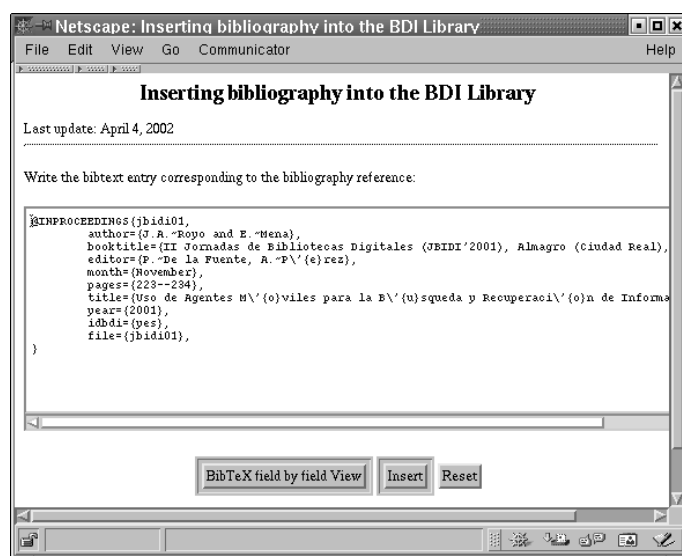 Netscape: Inserting bibliography into the BDI Library
File Edit View Go Communicator Help
Inserting bibliography into the BDI Library
Last update: April 4, 2002
Write the bibtext entry corresponding to the bibliography reference:
@INPROCEEDINGS{jbidi01,
author={J.A.~Royo and E.~Mena},
booktitle={II Jornadas de Bibliotecas Digitales (JBIDI'2001), Almagro (Ciudad Real),
editor={P.~De la Fuente, A.~P\'{e}rez},
month={November},
pages={223--234},
title={Uso de Agentes M\'{o}viles para la B\'{u}squeda y Recuperaci\'{o}n de Informa
year={2001},
idbdi={yes},
file={jbidi01},
}
BibTeX field by field View Insert Reset